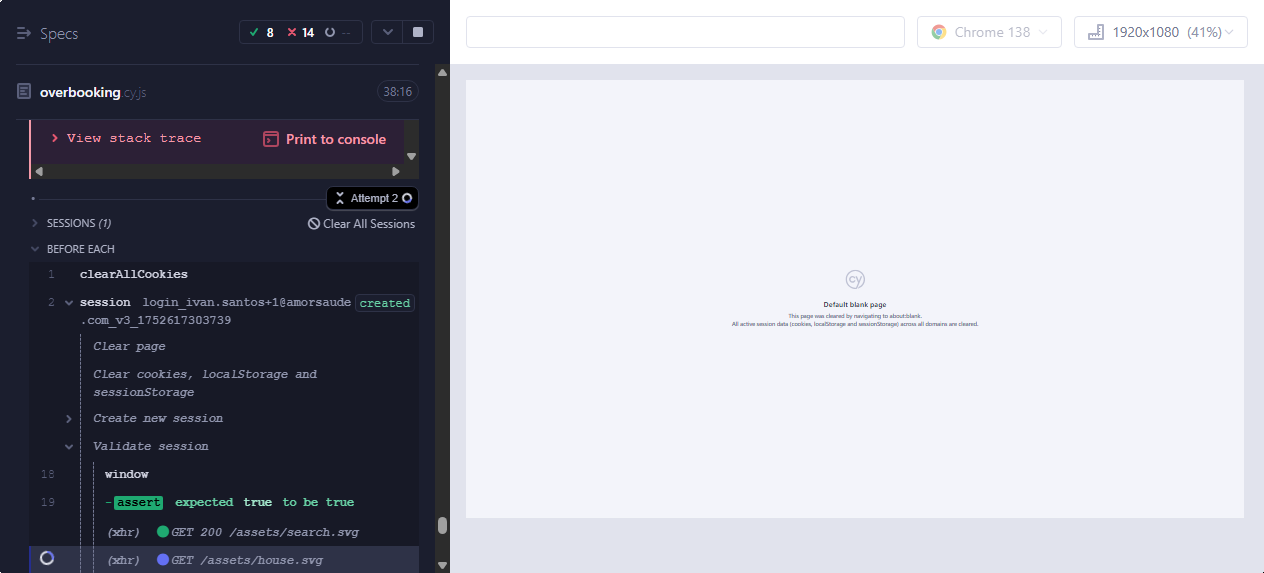 Specs
8 14 --
Chrome 138
1920x1080 (41%)
overbooking.cy.js
38:16
View stack trace
Print to console
Attempt 2
SESSIONS (1)
Clear All Sessions
BEFORE EACH
1 clearAllCookies
2 session login_ivan.santos+1@amorsaude created
.com_v3_1752617303739
Clear page
Clear cookies, localStorage and
sessionStorage
Create new session
Validate session
18 window
19 -assert expected true to be true
(xhr) GET 200 /assets/search.svg
(xhr) GET /assets/house.svg
cy
Default blank page
This page was cleared by navigating to about:blank.
All active session data (cookies, localStorage and sessionStorage) across all domains are cleared.